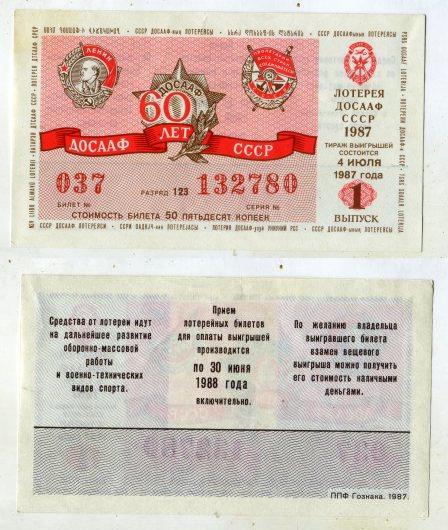 ЛЕНИН
ПРОЛЕТАРИИ
ВСЕХ СТРАН
ДОСААФ
60
ЛЕТ
ДОСААФ
СССР
037
РАЗРЯД 123
132780
БИЛЕТ №
СЕРИЯ №
СТОИМОСТЬ БИЛЕТА 50 ПЯТЬДЕСЯТ КОПЕЕК
ЛОТЕРЕЯ
ДОСААФ
СССР
1987
ТИРАЖ ВЫИГРЫШЕЙ
СОСТОИТСЯ
4 ИЮЛЯ
1987 года
1
ВЫПУСК
Средства от лотереи идут
на дальнейшее развитие
оборонно-массовой
работы
и военно-технических
видов спорта.
Прием
лотерейных билетов
для оплаты выигрышей
производится
по 30 июня
1988 года
включительно.
По желанию владельца
выигравшего билета
взамен вещевого
выигрыша можно получить
его стоимость наличными
деньгами.
ППФ Гознака. 1987.